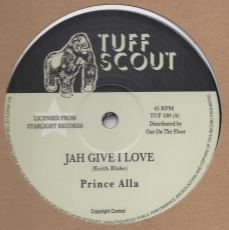 TUFF
SCOUT
LICENSED FROM
STARLIGHT RECORDS
45 RPM
TUF 100 (A)
Distributed by
Out On The Floor
JAH GIVE I LOVE
(Keith Blake)
Prince Alla
Copyright Control